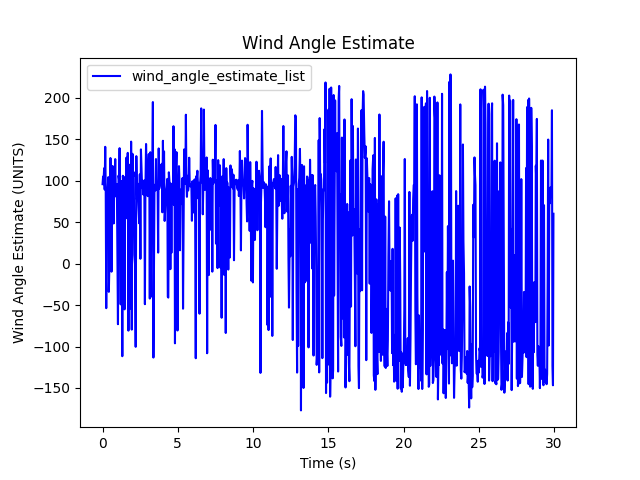 Wind Angle Estimate
wind_angle_estimate_list
Wind Angle Estimate (UNITS)
200
150
100
50
0
−50
−100
−150
0 5 10 15 20 25 30
Time (s)